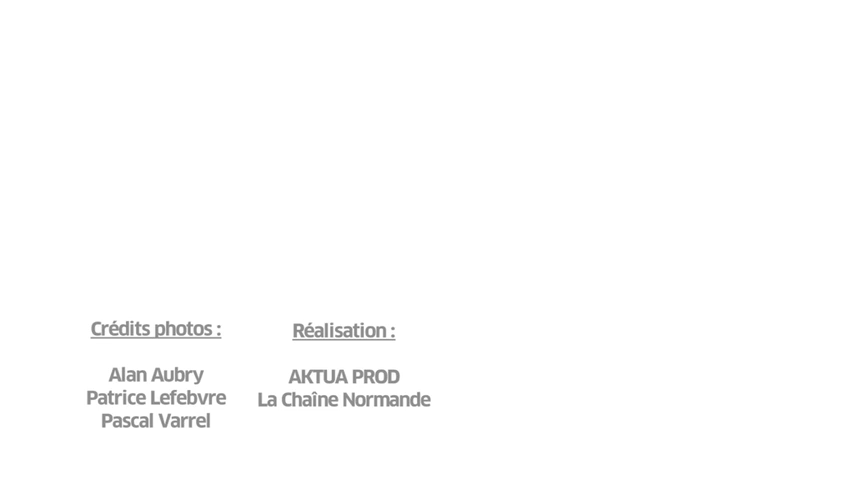 Crédits photos :
Alan Aubry
Patrice Lefebvre
Pascal Varrel
Réalisation :
AKTUA PROD
La Chaîne Normande